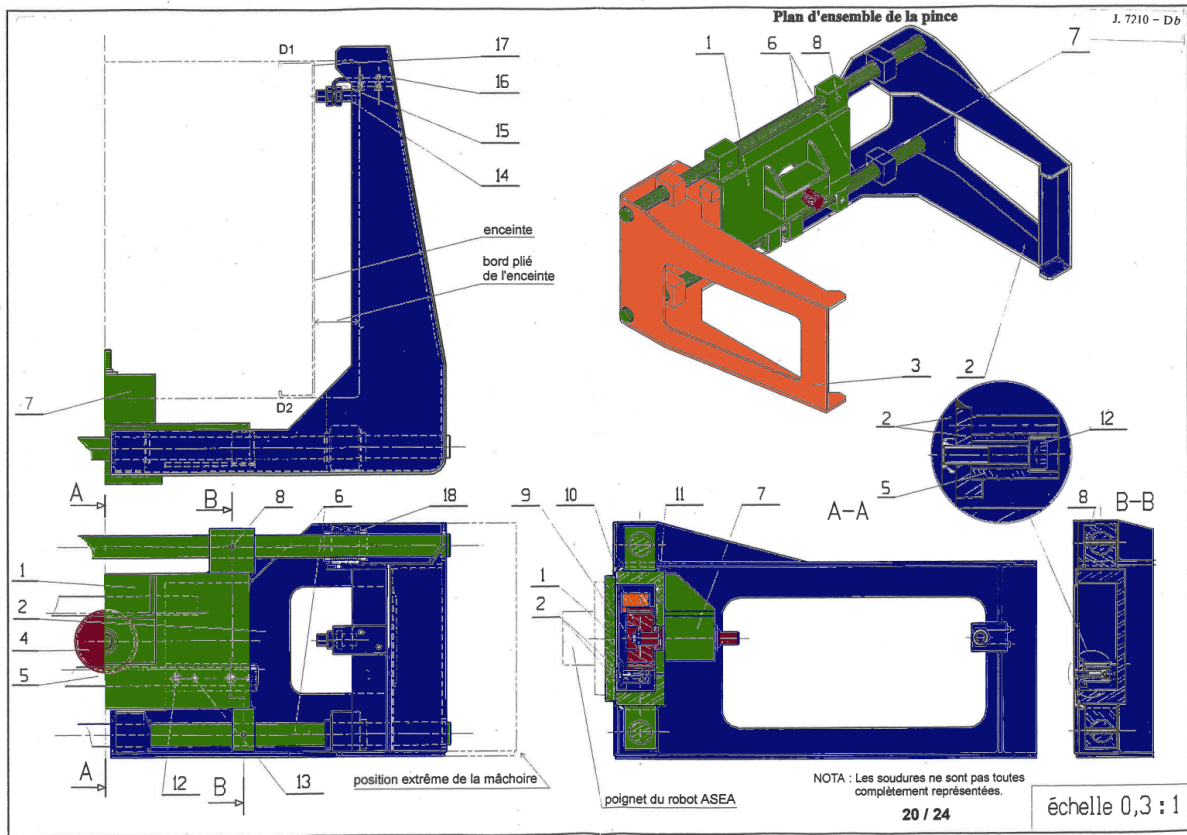 Plan d'ensemble de la pince
J. 7210 - Db
D1
17
16
15
14
enceinte
bord plié
de l'enceinte
7
D2
1
6
8
7
3
2
2
12
5
A
B
8
6
18
9
10
11
7
A-A
8
B-B
1
2
4
5
1
2
A
12
B
13
position extrême de la mâchoire
poignet du robot ASEA
NOTA : Les soudures ne sont pas toutes
complètement représentées.
20 / 24
échelle 0,3 : 1